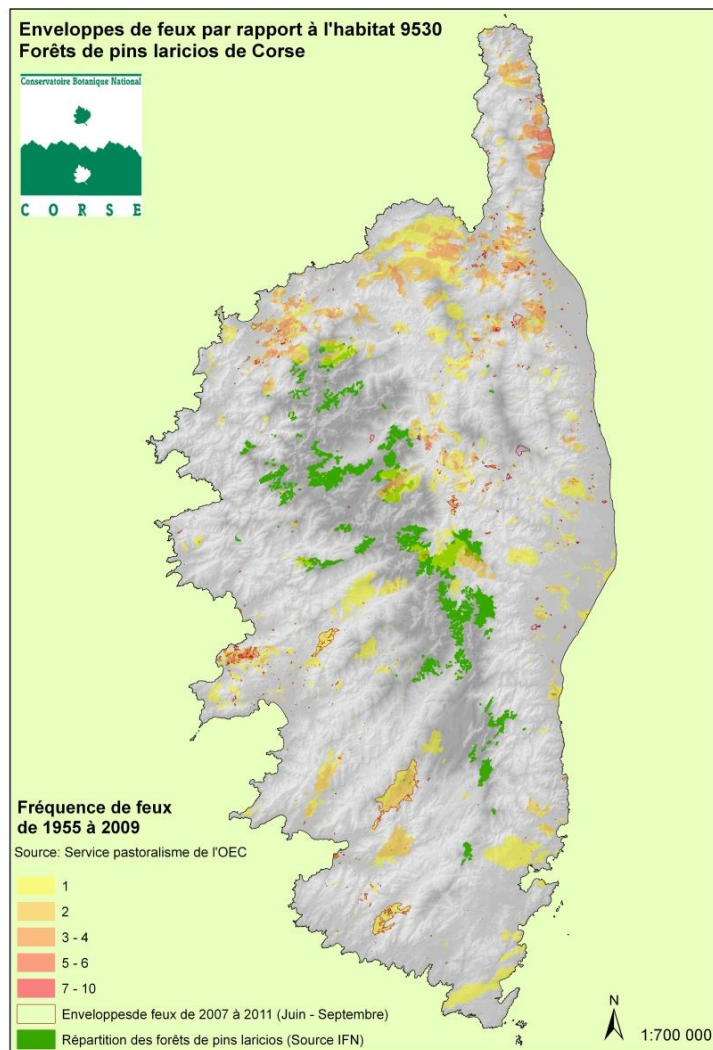 Enveloppes de feux par rapport à l'habitat 9530
Forêts de pins laricios de Corse
Conservatoire Botanique National
CORSE
Fréquence de feux
de 1955 à 2009
Source: Service pastoralisme de l'OEC
1
2
3 - 4
5 - 6
7 - 10
Enveloppesde feux de 2007 à 2011 (Juin - Septembre)
Répartition des forêts de pins laricios (Source IFN)
N
1:700 000